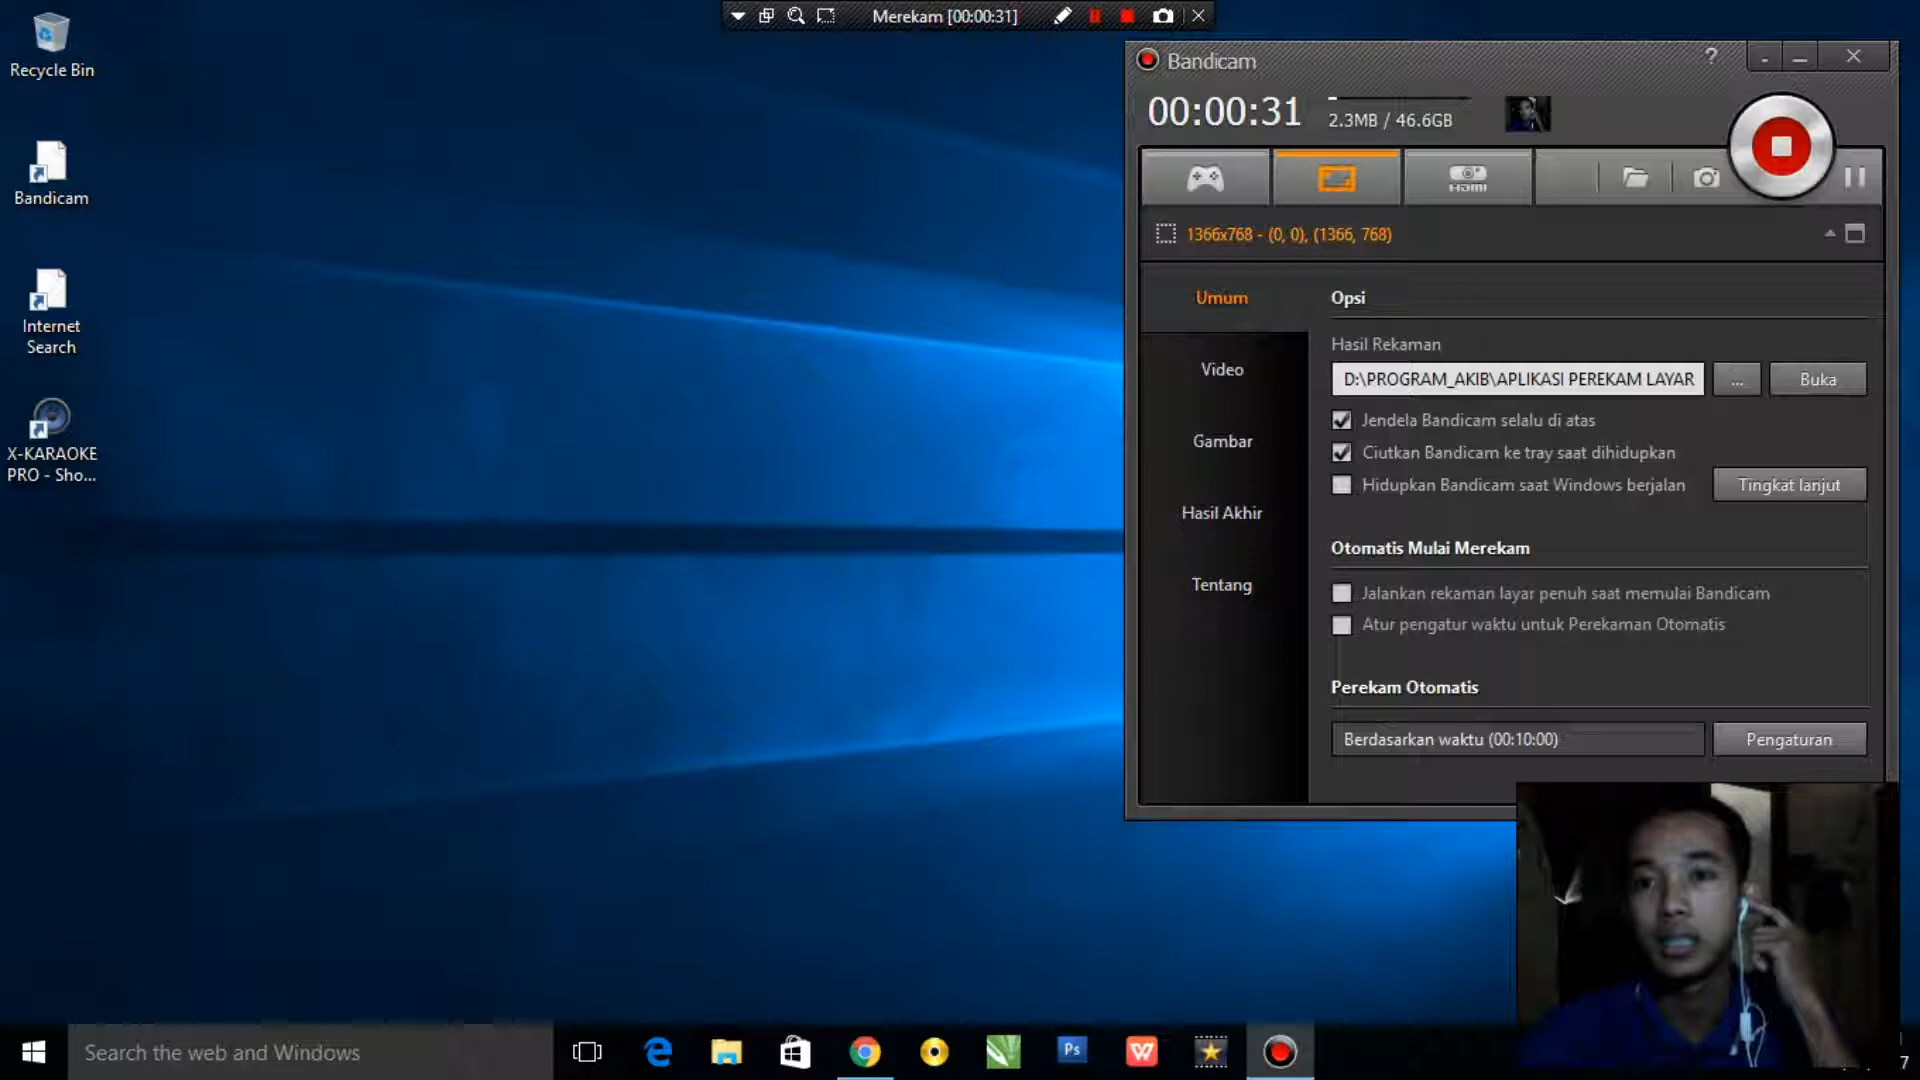 Merekam [00:00:31]
Recycle Bin
Bandicam
Internet
Search
X-KARAOKE
PRO - Sho...
Bandicam
?
00:00:31
2.3MB / 46.6GB
HDMI
1366x768 - (0, 0), (1366, 768)
Umum
Video
Gambar
Hasil Akhir
Tentang
Opsi
Hasil Rekaman
D:\PROGRAM_AKIB\APLIKASI PEREKAM LAYAR
...
Buka
Jendela Bandicam selalu di atas
Ciutkan Bandicam ke tray saat dihidupkan
Hidupkan Bandicam saat Windows berjalan
Tingkat lanjut
Otomatis Mulai Merekam
Jalankan rekaman layar penuh saat memulai Bandicam
Atur pengatur waktu untuk Perekaman Otomatis
Perekam Otomatis
Berdasarkan waktu (00:10:00)
Pengaturan
Search the web and Windows
Ps
W
7